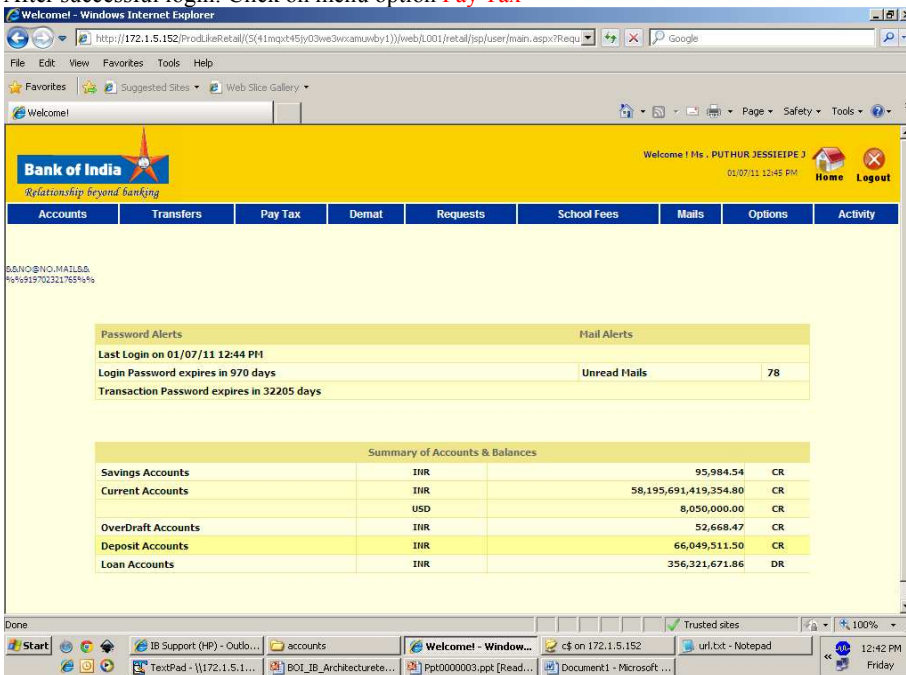 After successful login. Click on menu option Pay Tax
Welcome! - Windows Internet Explorer
http://172.1.5.152/ProdLikeRetail/(S(41mqxt45jy03we3wxamuwby1))/web/L001/retail/jsp/user/main.aspx?Requ
Google
File Edit View Favorites Tools Help
Favorites Suggested Sites Web Slice Gallery
Welcome! Page Safety Tools
Bank of India
Relationship beyond banking
Welcome ! Ms . PUTHUR JESSIEIPE J
01/07/11 12:45 PM
Home Logout
Accounts Transfers Pay Tax Demat Requests School Fees Mails Options Activity
&&NO@NO.MAIL&&
%%919702321765%%
Password Alerts Mail Alerts
Last Login on 01/07/11 12:44 PM
Login Password expires in 970 days Unread Mails 78
Transaction Password expires in 32205 days
Summary of Accounts & Balances
Savings Accounts INR 95,984.54 CR
Current Accounts INR 58,195,691,419,354.80 CR
USD 8,050,000.00 CR
OverDraft Accounts INR 52,668.47 CR
Deposit Accounts INR 66,049,511.50 CR
Loan Accounts INR 356,321,671.86 DR
Done Trusted sites 100%
Start IB Support (HP) - Outlo... accounts Welcome! - Window... c$ on 172.1.5.152 url.txt - Notepad 12:42 PM
TextPad - \\172.1.5.1... BOI_IB_Architecturete... Ppt0000003.ppt [Read... Document1 - Microsoft ... Friday